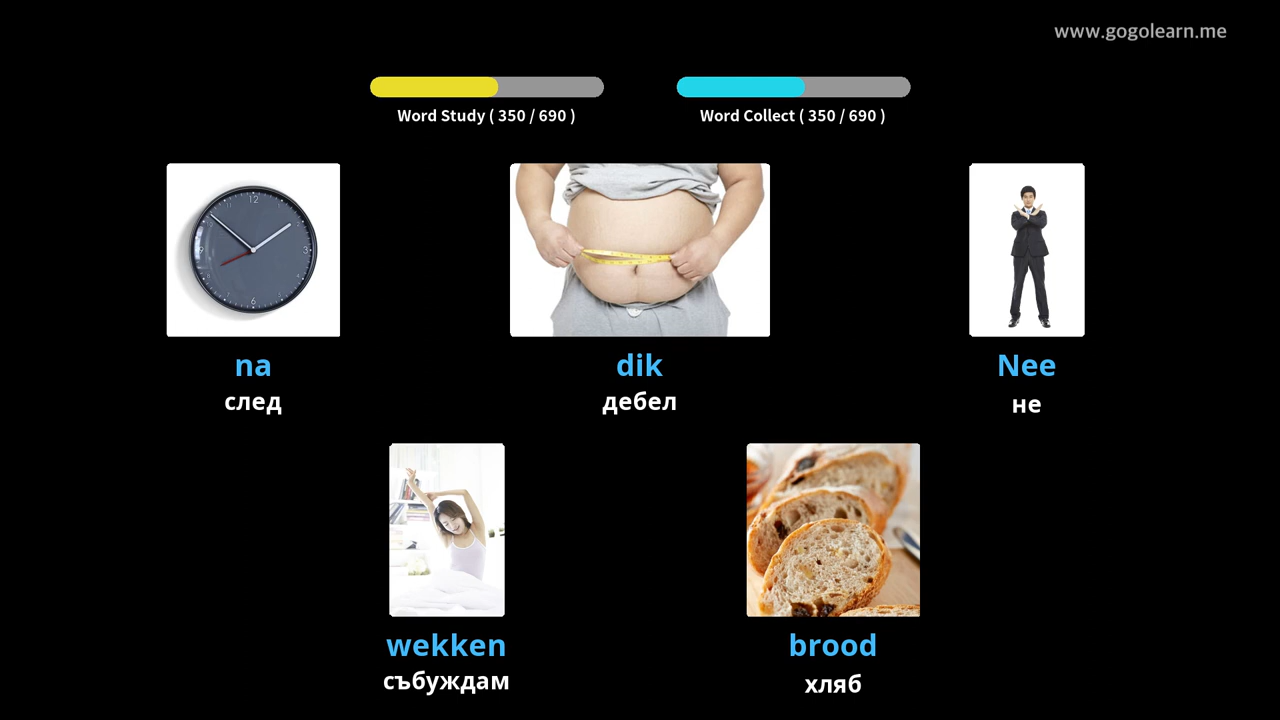 www.gogolearn.me
Word Study ( 350 / 690 )
Word Collect ( 350 / 690 )
na
след
dik
дебел
Nee
не
wekken
събуждам
brood
хляб